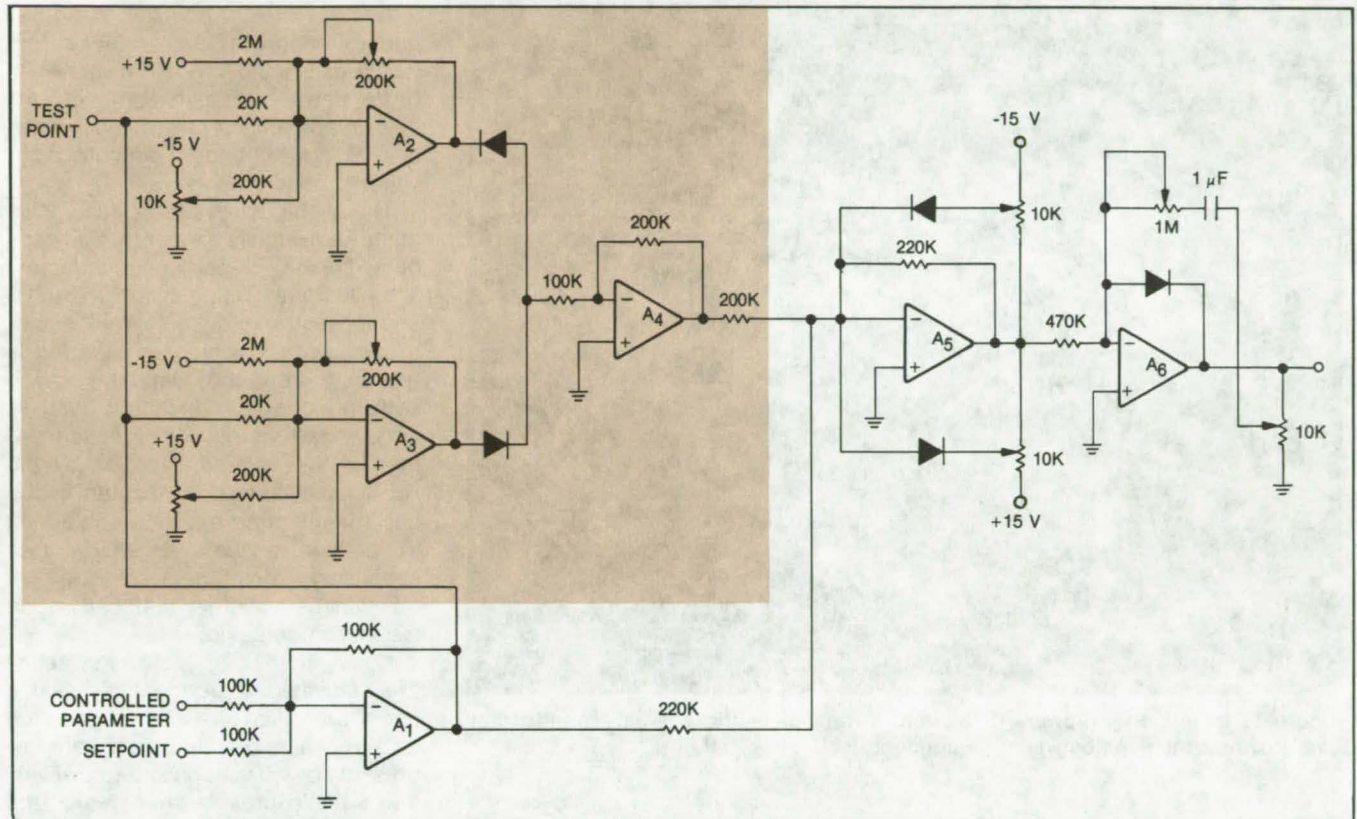 2M
+15 V
200K
TEST
POINT
20K
A2
-15 V
10K
200K
-15 V
2M
200K
20K
A3
+15 V
200K
100K
200K
A4
200K
-15 V
10K
220K
A5
470K
10K
+15 V
1M
1 μF
A6
10K
CONTROLLED
PARAMETER
100K
SETPOINT
100K
100K
A1
220K